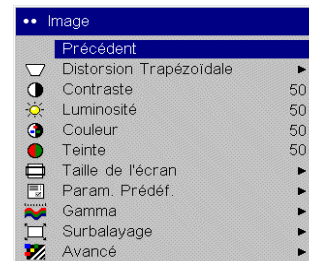 •• Image
Précédent
Distorsion Trapézoïdale
Contraste 50
Luminosité 50
Couleur 50
Teinte 50
Taille de l'écran
Param. Prédéf.
Gamma
Surbalayage
Avancé